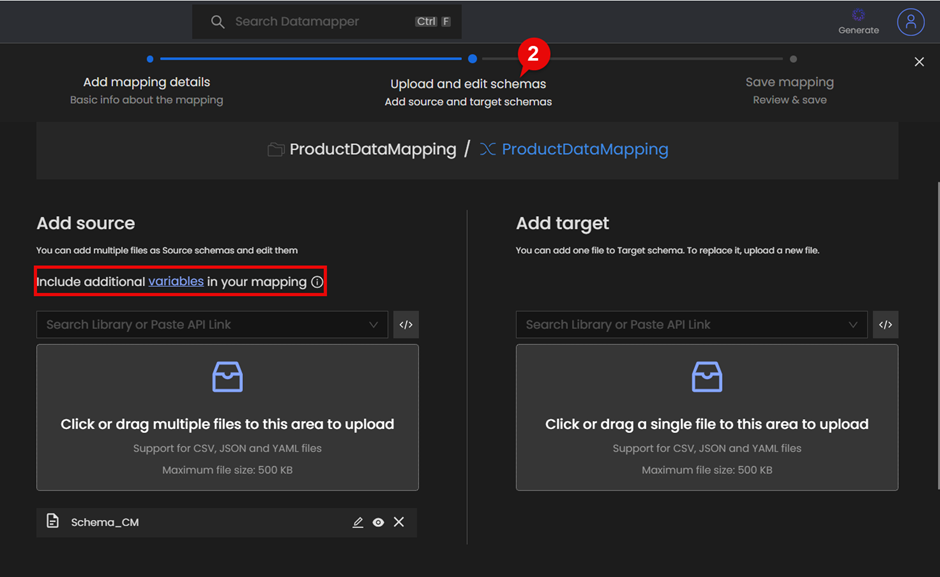 Search Datamapper Ctrl F
Generate
2
Add mapping details
Basic info about the mapping
Upload and edit schemas
Add source and target schemas
Save mapping
Review & save
ProductDataMapping / ProductDataMapping
Add source
You can add multiple files as Source schemas and edit them
Include additional variables in your mapping
Search Library or Paste API Link </>
Click or drag multiple files to this area to upload
Support for CSV, JSON and YAML files
Maximum file size: 500 KB
Schema_CM
Add target
You can add one file to Target schema. To replace it, upload a new file.
Search Library or Paste API Link </>
Click or drag a single file to this area to upload
Support for CSV, JSON and YAML files
Maximum file size: 500 KB